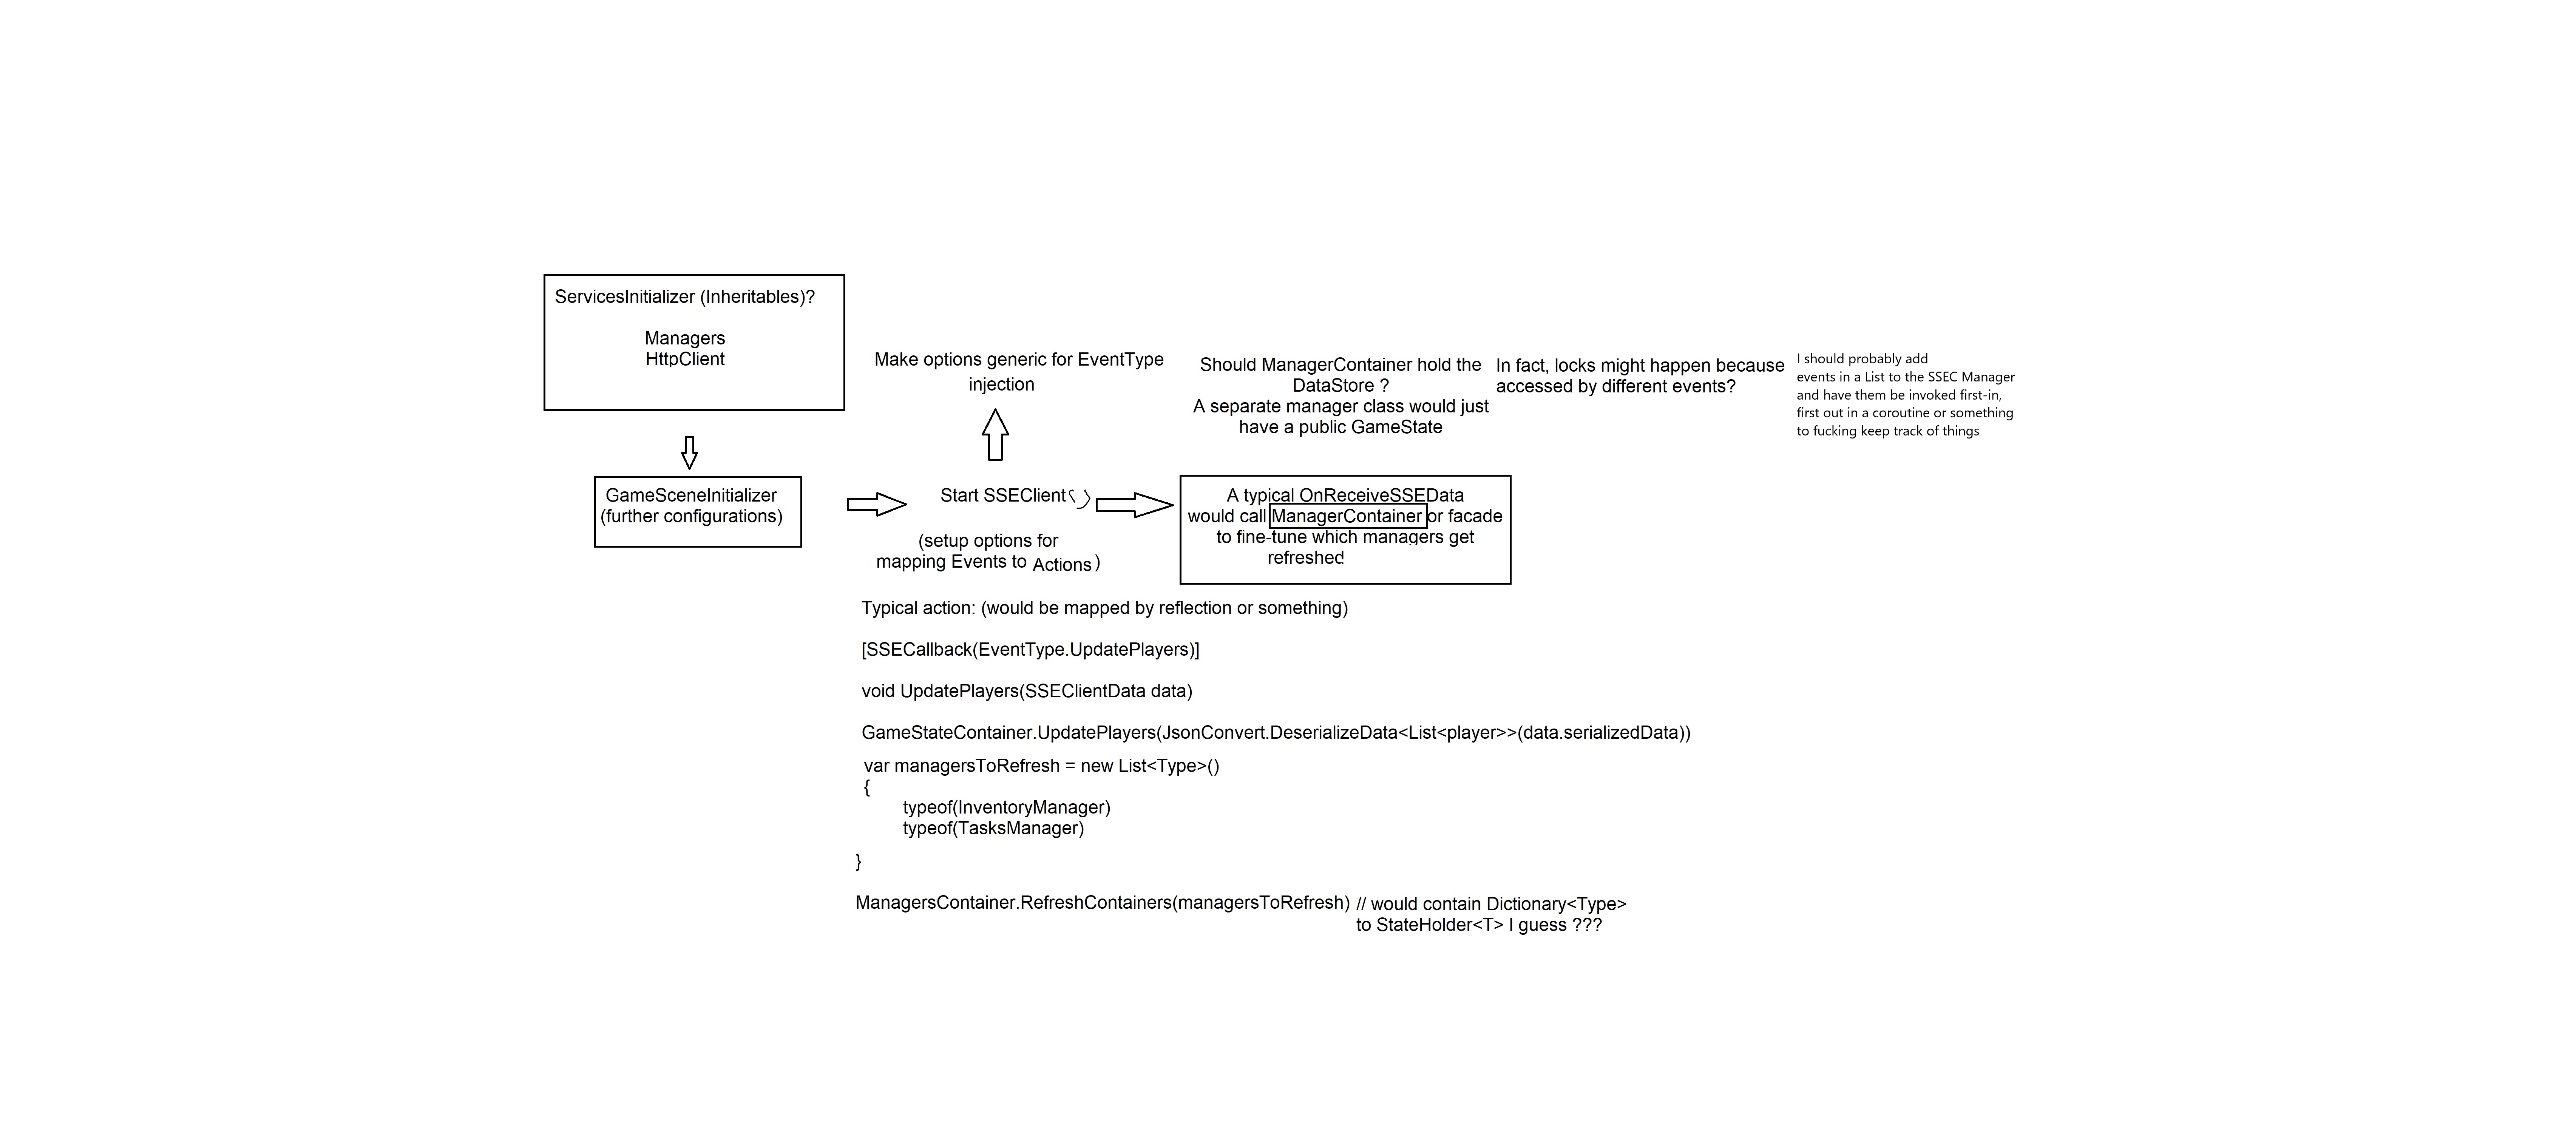 ServicesInitializer (Inheritables)?
Managers
HttpClient
GameSceneInitializer
(further configurations)
Make options generic for EventType
injection
Start SSEClient()
(setup options for
mapping Events to Actions)
Should ManagerContainer hold the
DataStore ?
A separate manager class would just
have a public GameState
In fact, locks might happen because
accessed by different events?
I should probably add
events in a List to the SSEC Manager
and have them be invoked first-in,
first out in a coroutine or something
to fucking keep track of things
A typical OnReceiveSSEData
would call ManagerContainer or facade
to fine-tune which managers get
refreshed!
Typical action: (would be mapped by reflection or something)
[SSECallback(EventType.UpdatePlayers)]
void UpdatePlayers(SSEClientData data)
GameStateContainer.UpdatePlayers(JsonConvert.DeserializeData<List<player>>(data.serializedData))
var managersToRefresh = new List<Type>()
{
typeof(InventoryManager)
typeof(TasksManager)
}
ManagersContainer.RefreshContainers(managersToRefresh) // would contain Dictionary<Type>
to StateHolder<T> I guess ???